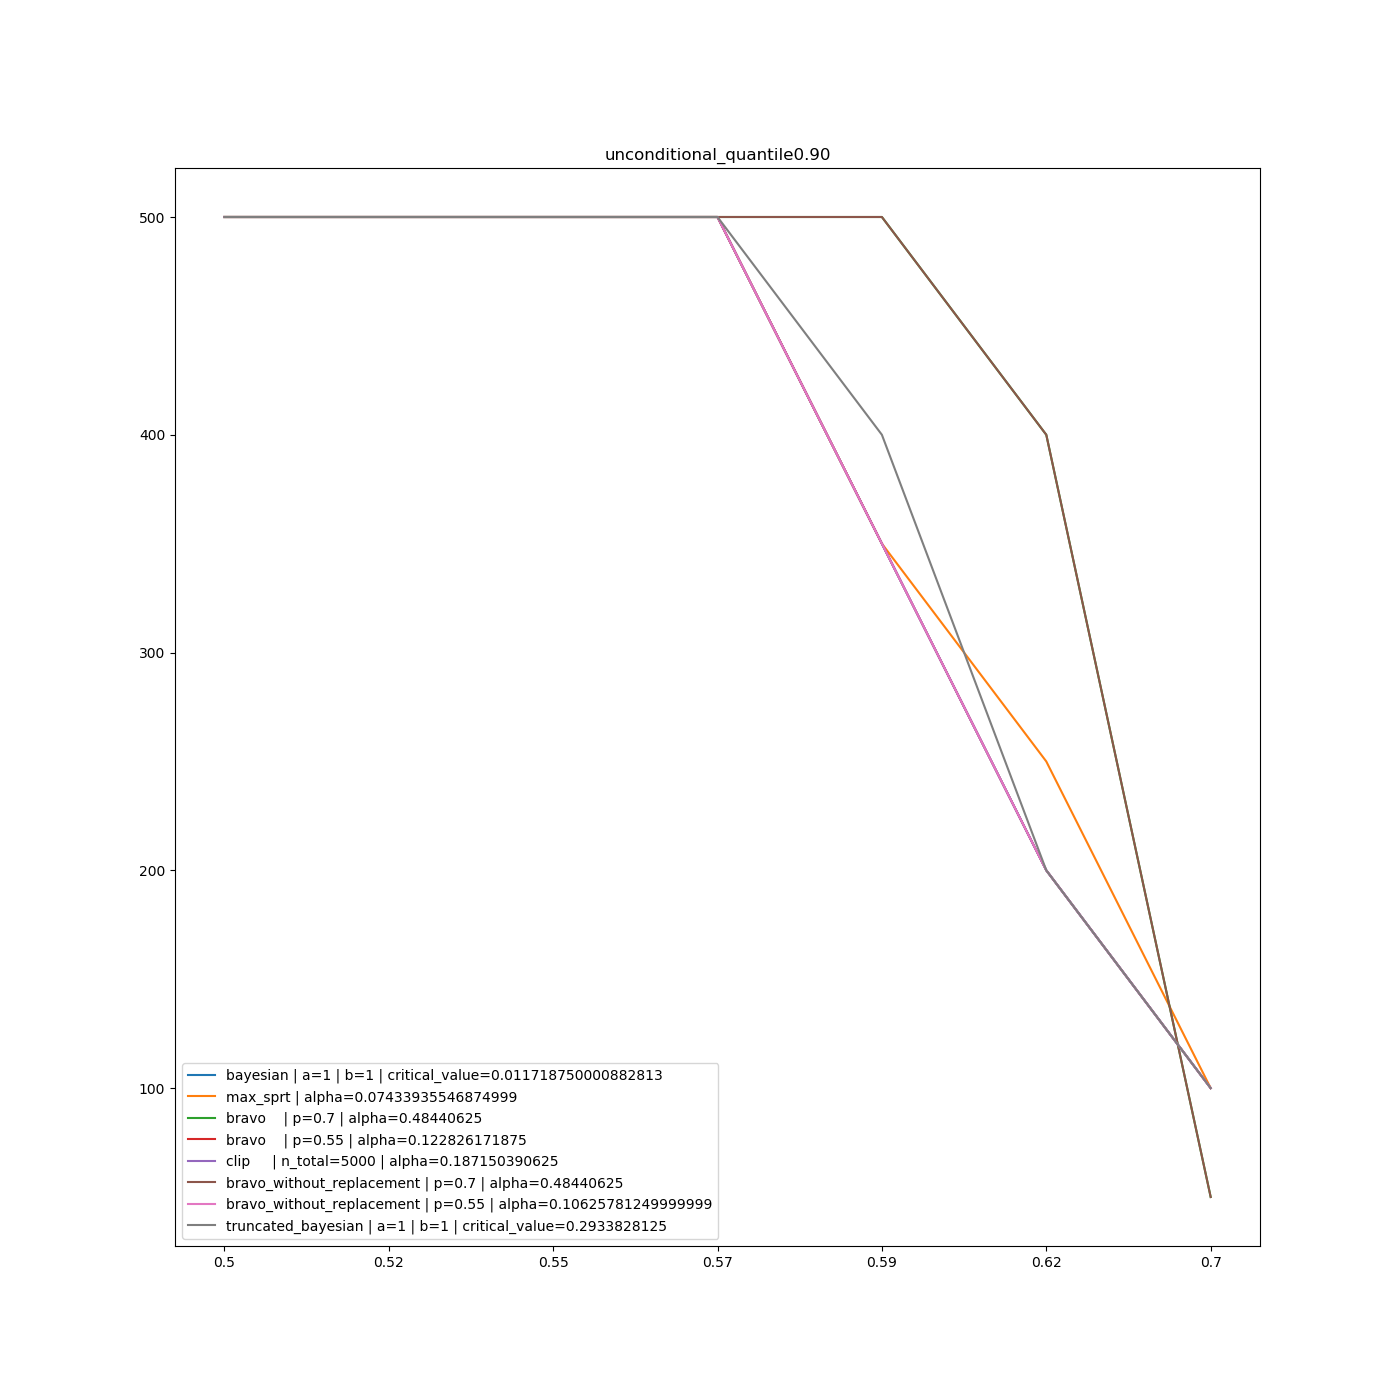 unconditional_quantile0.90
500
400
300
200
100
bayesian | a=1 | b=1 | critical_value=0.011718750000882813
max_sprt | alpha=0.07433935546874999
bravo    | p=0.7 | alpha=0.48440625
bravo    | p=0.55 | alpha=0.122826171875
clip     | n_total=5000 | alpha=0.187150390625
bravo_without_replacement | p=0.7 | alpha=0.48440625
bravo_without_replacement | p=0.55 | alpha=0.10625781249999999
truncated_bayesian | a=1 | b=1 | critical_value=0.2933828125
0.5 0.52 0.55 0.57 0.59 0.62 0.7